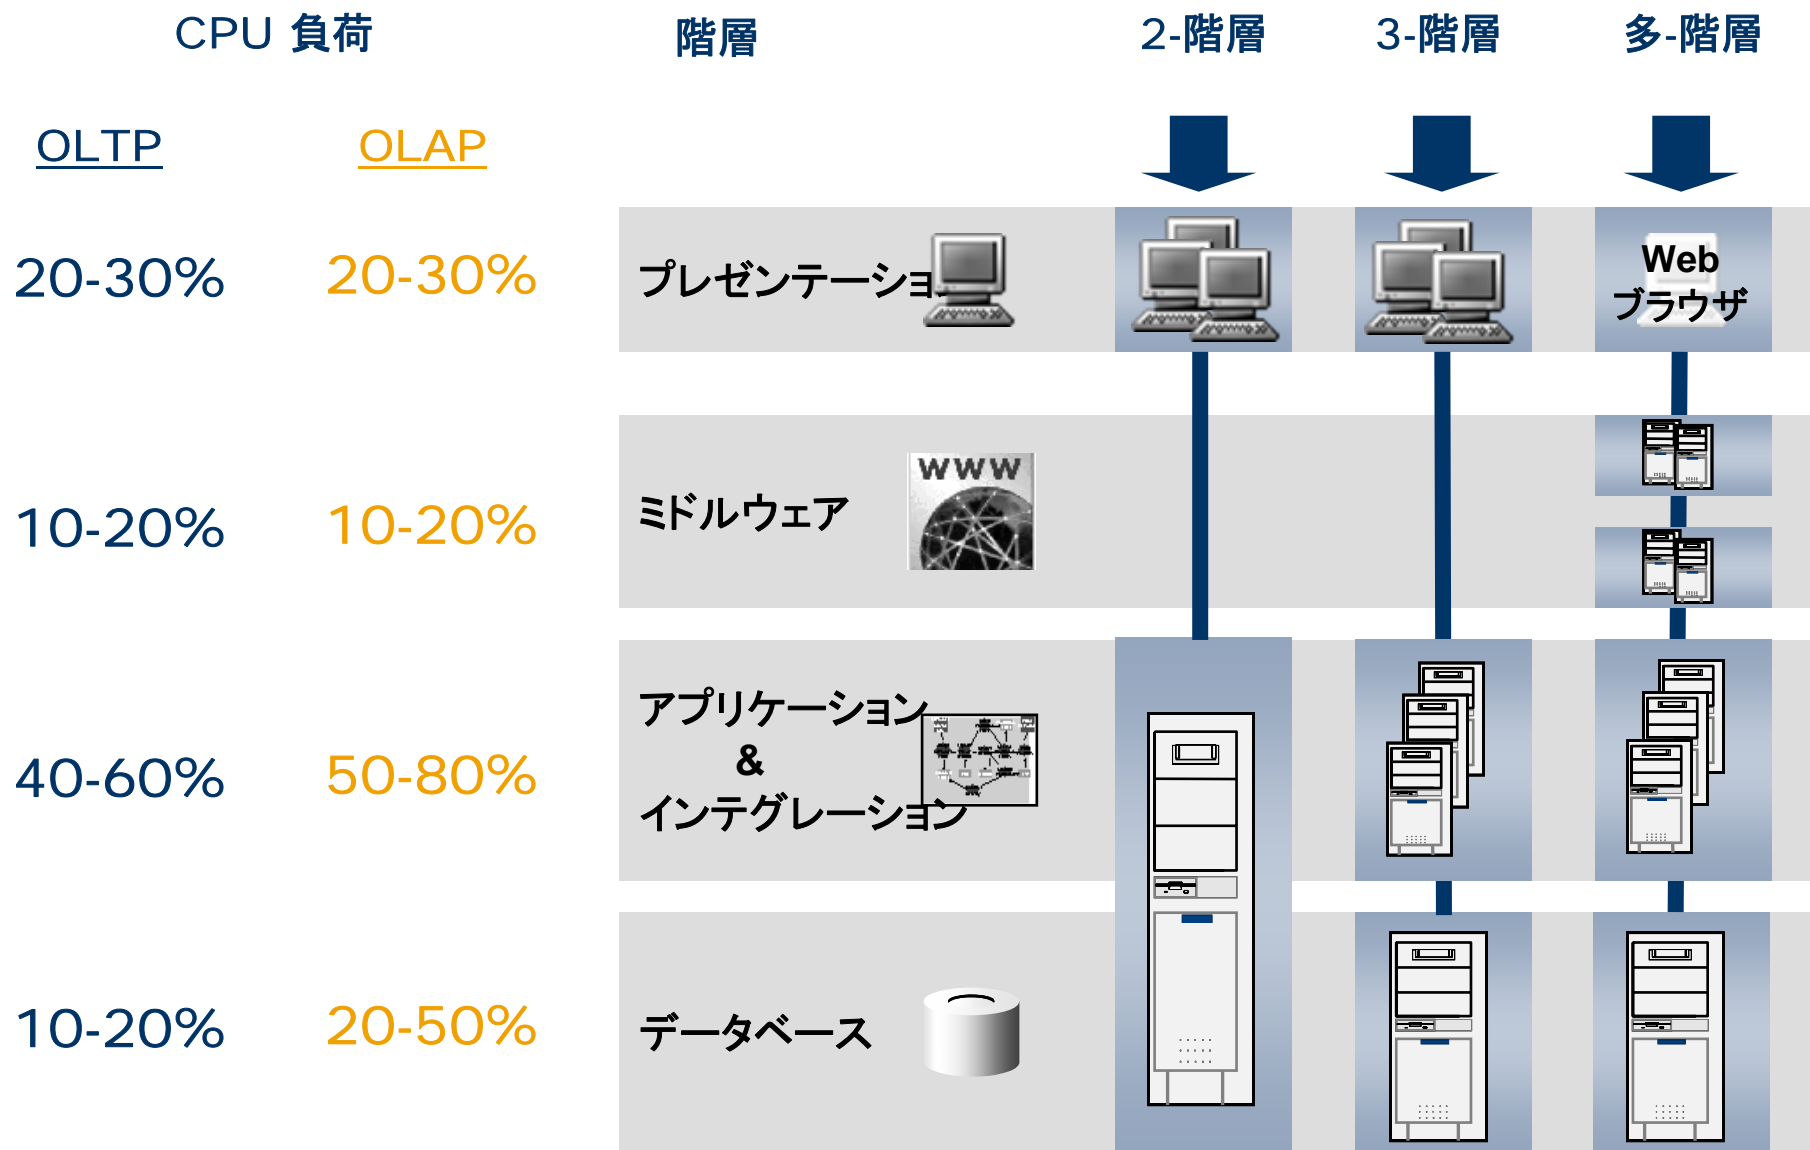 CPU 負荷
階層
2-階層
3-階層
多-階層
OLTP
OLAP
20-30%
20-30%
プレゼンテーショ
Web
ブラウザ
10-20%
10-20%
ミドルウェア
WWW
40-60%
50-80%
アプリケーション
&
インテグレーション
10-20%
20-50%
データベース